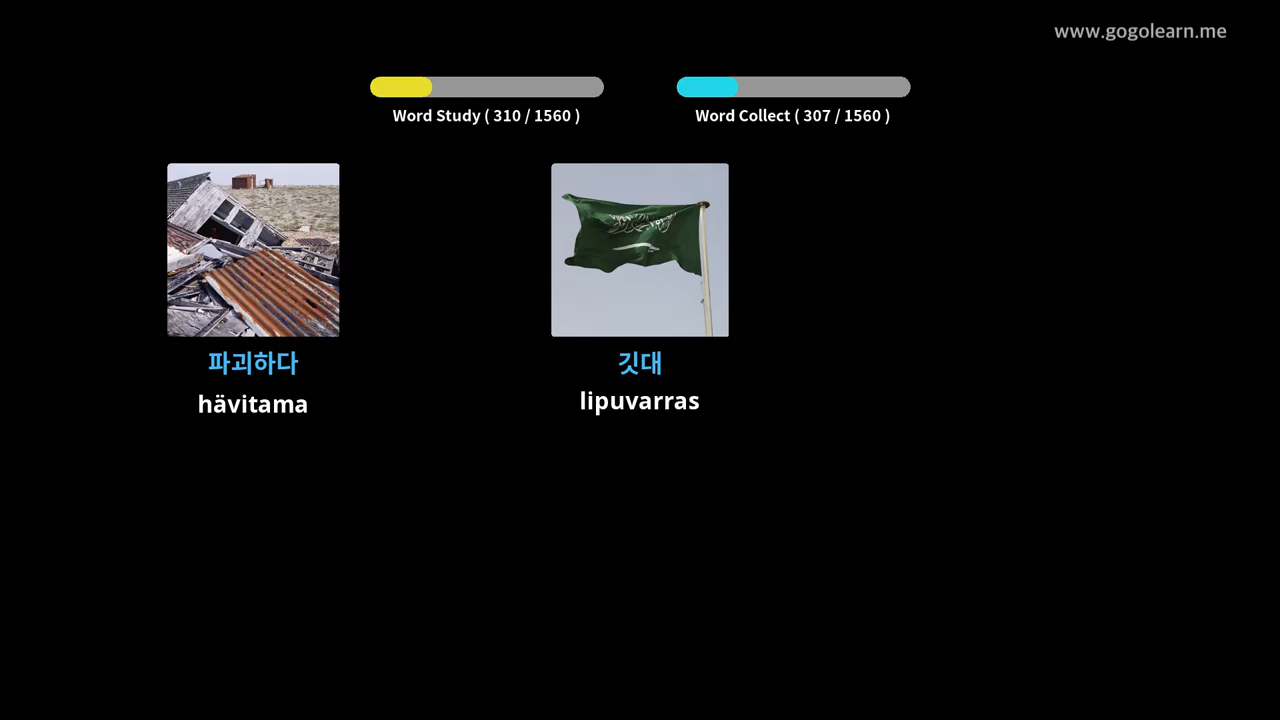 www.gogolearn.me
Word Study ( 310 / 1560 )
Word Collect ( 307 / 1560 )
파괴하다
hävitama
깃대
lipuvarras